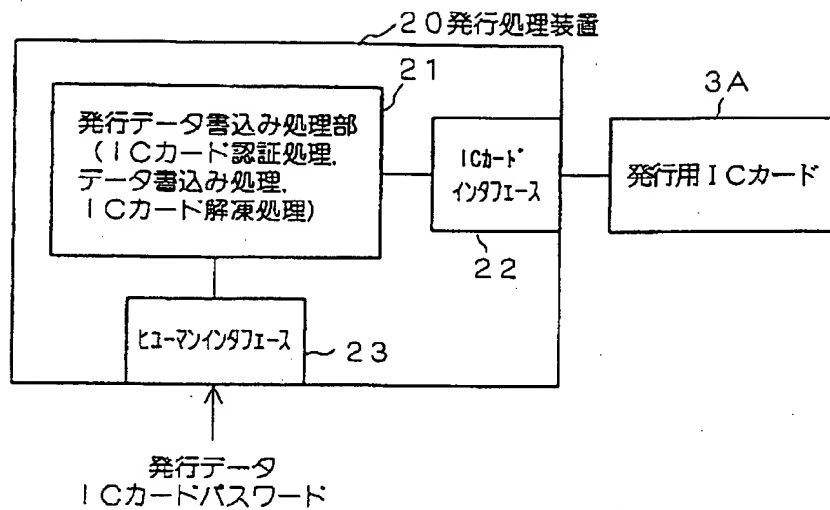 20発行処理装置
21
発行データ書込み処理部
(ICカード認証処理,
データ書込み処理,
ICカード解凍処理)
ICカード
インタフェース
22
3A
発行用ICカード
ヒューマンインタフェース
23
発行データ
ICカードパスワード